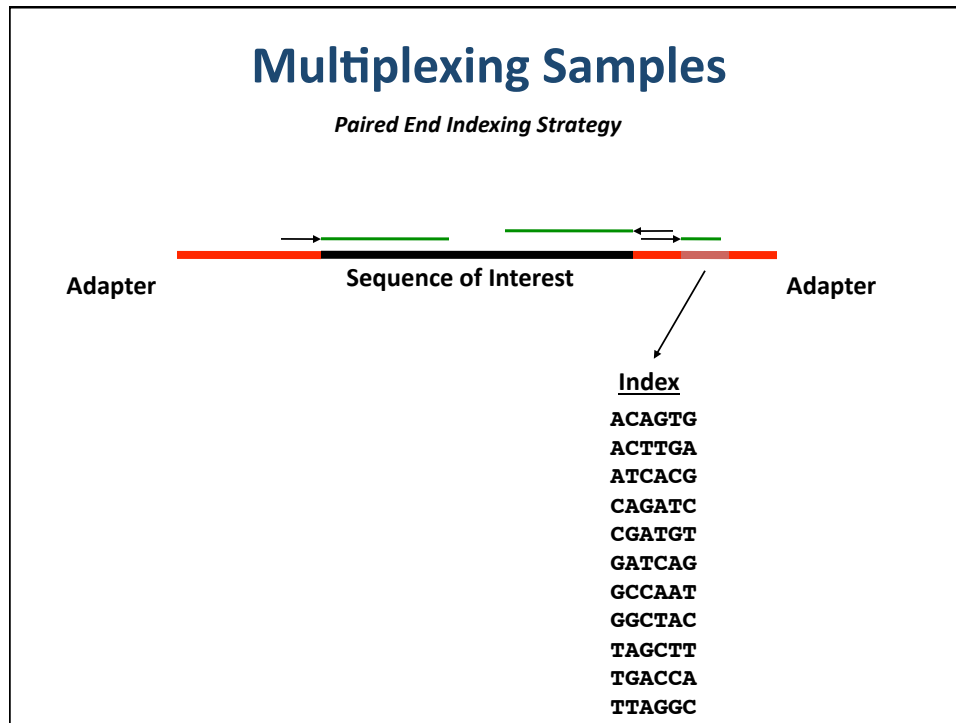 Multiplexing Samples
Paired End Indexing Strategy
Adapter
Sequence of Interest
Adapter
Index
ACAGTG
ACTTGA
ATCACG
CAGATC
CGATGT
GATCAG
GCCAAT
GGCTAC
TAGCTT
TGACCA
TTAGGC